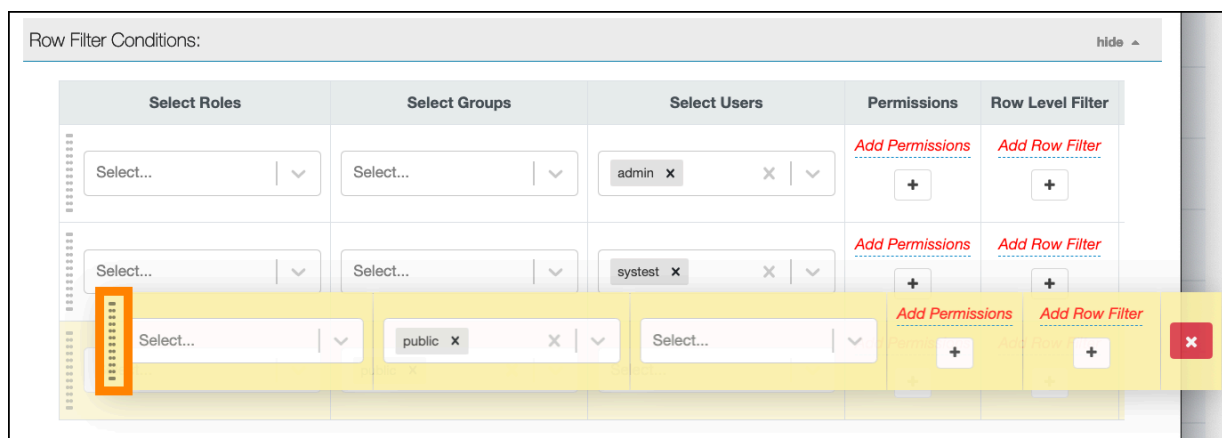 Row Filter Conditions: hide
Select Roles Select Groups Select Users Permissions Row Level Filter
Add Permissions Add Row Filter
Select... Select... admin x
+ +
Add Permissions Add Row Filter
Select... Select... systest x
+ +
Add Permissions Add Row Filter
Select... public x Select...
+ +
public x